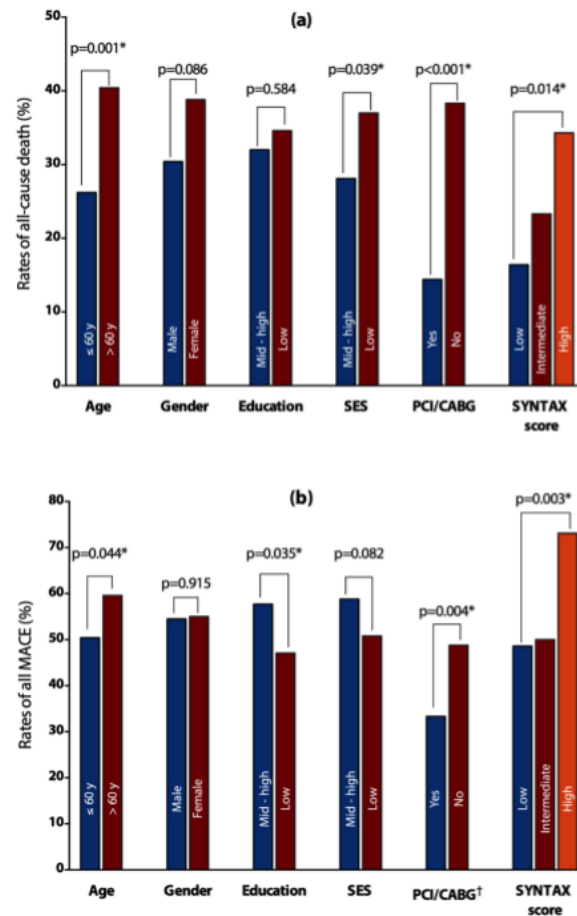 (a)
50
40
30
20
10
0
Rates of all-cause death (%)
p=0.001*
p=0.086
p=0.584
p=0.039*
p<0.001*
p=0.014*
≤ 60 y
> 60 y
Male
Female
Mid - high
Low
Mid - high
Low
Yes
No
Low
Intermediate
High
Age
Gender
Education
SES
PCI/CABG
SYNTAX
score
(b)
80
70
60
50
40
30
20
10
0
Rates of all MACE (%)
p=0.044*
p=0.915
p=0.035*
p=0.082
p=0.004*
p=0.003*
≤ 60 y
> 60 y
Male
Female
Mid - high
Low
Mid - high
Low
Yes
No
Low
Intermediate
High
Age
Gender
Education
SES
PCI/CABG†
SYNTAX
score